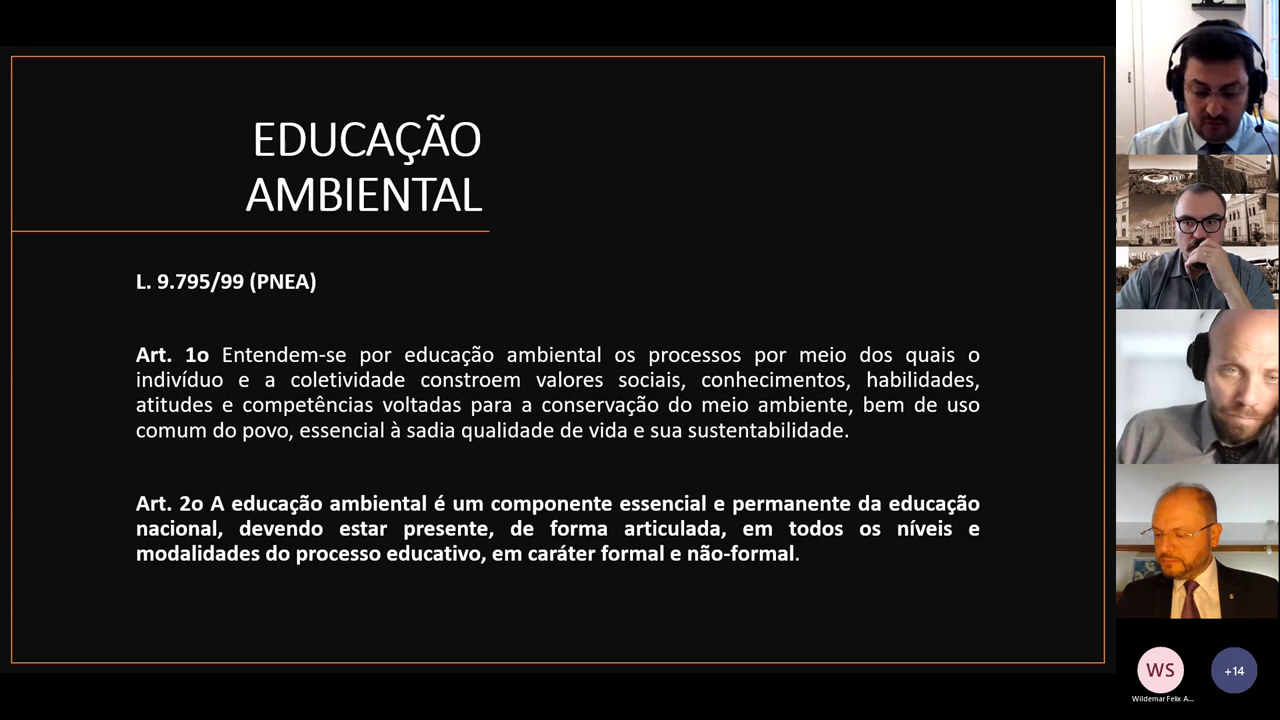 EDUCAÇÃO
AMBIENTAL
L. 9.795/99 (PNEA)
Art. 1o Entendem-se por educação ambiental os processos por meio dos quais o
indivíduo e a coletividade constroem valores sociais, conhecimentos, habilidades,
atitudes e competências voltadas para a conservação do meio ambiente, bem de uso
comum do povo, essencial à sadia qualidade de vida e sua sustentabilidade.
Art. 2o A educação ambiental é um componente essencial e permanente da educação
nacional, devendo estar presente, de forma articulada, em todos os níveis e
modalidades do processo educativo, em caráter formal e não-formal.
WS
+14
Wildemar Felix A...